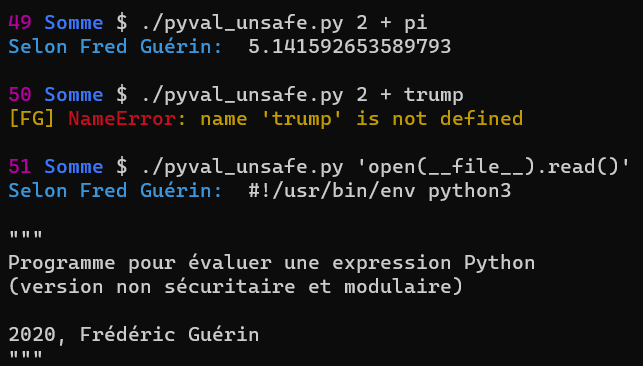 49 Somme $ ./pyval_unsafe.py 2 + pi
Selon Fred Guérin:  5.141592653589793
50 Somme $ ./pyval_unsafe.py 2 + trump
[FG] NameError: name 'trump' is not defined
51 Somme $ ./pyval_unsafe.py 'open(__file__).read()'
Selon Fred Guérin:  #!/usr/bin/env python3
"""
Programme pour évaluer une expression Python
(version non sécuritaire et modulaire)
2020, Frédéric Guérin
"""